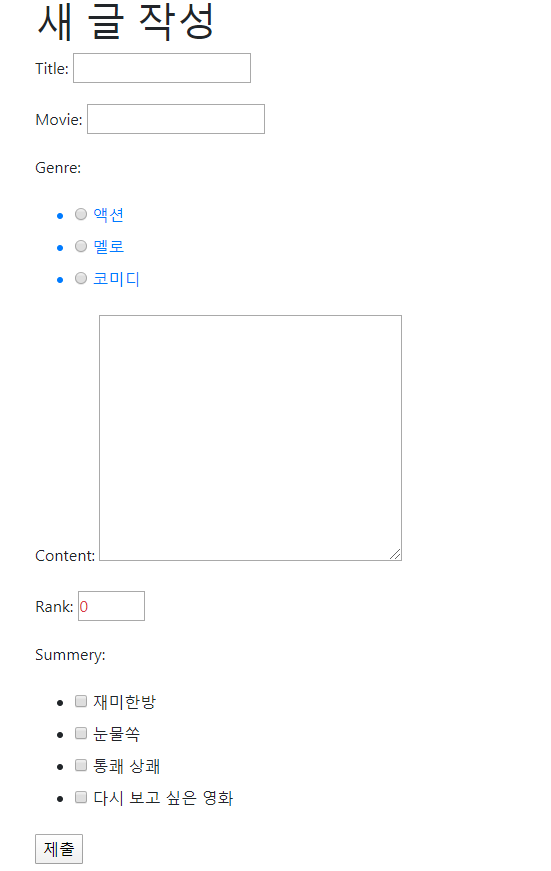 새 글 작성
Title:
Movie:
Genre:
액션
멜로
코미디
Content:
Rank: 0
Summery:
재미한방
눈물쏙
통쾌 상쾌
다시 보고 싶은 영화
제출